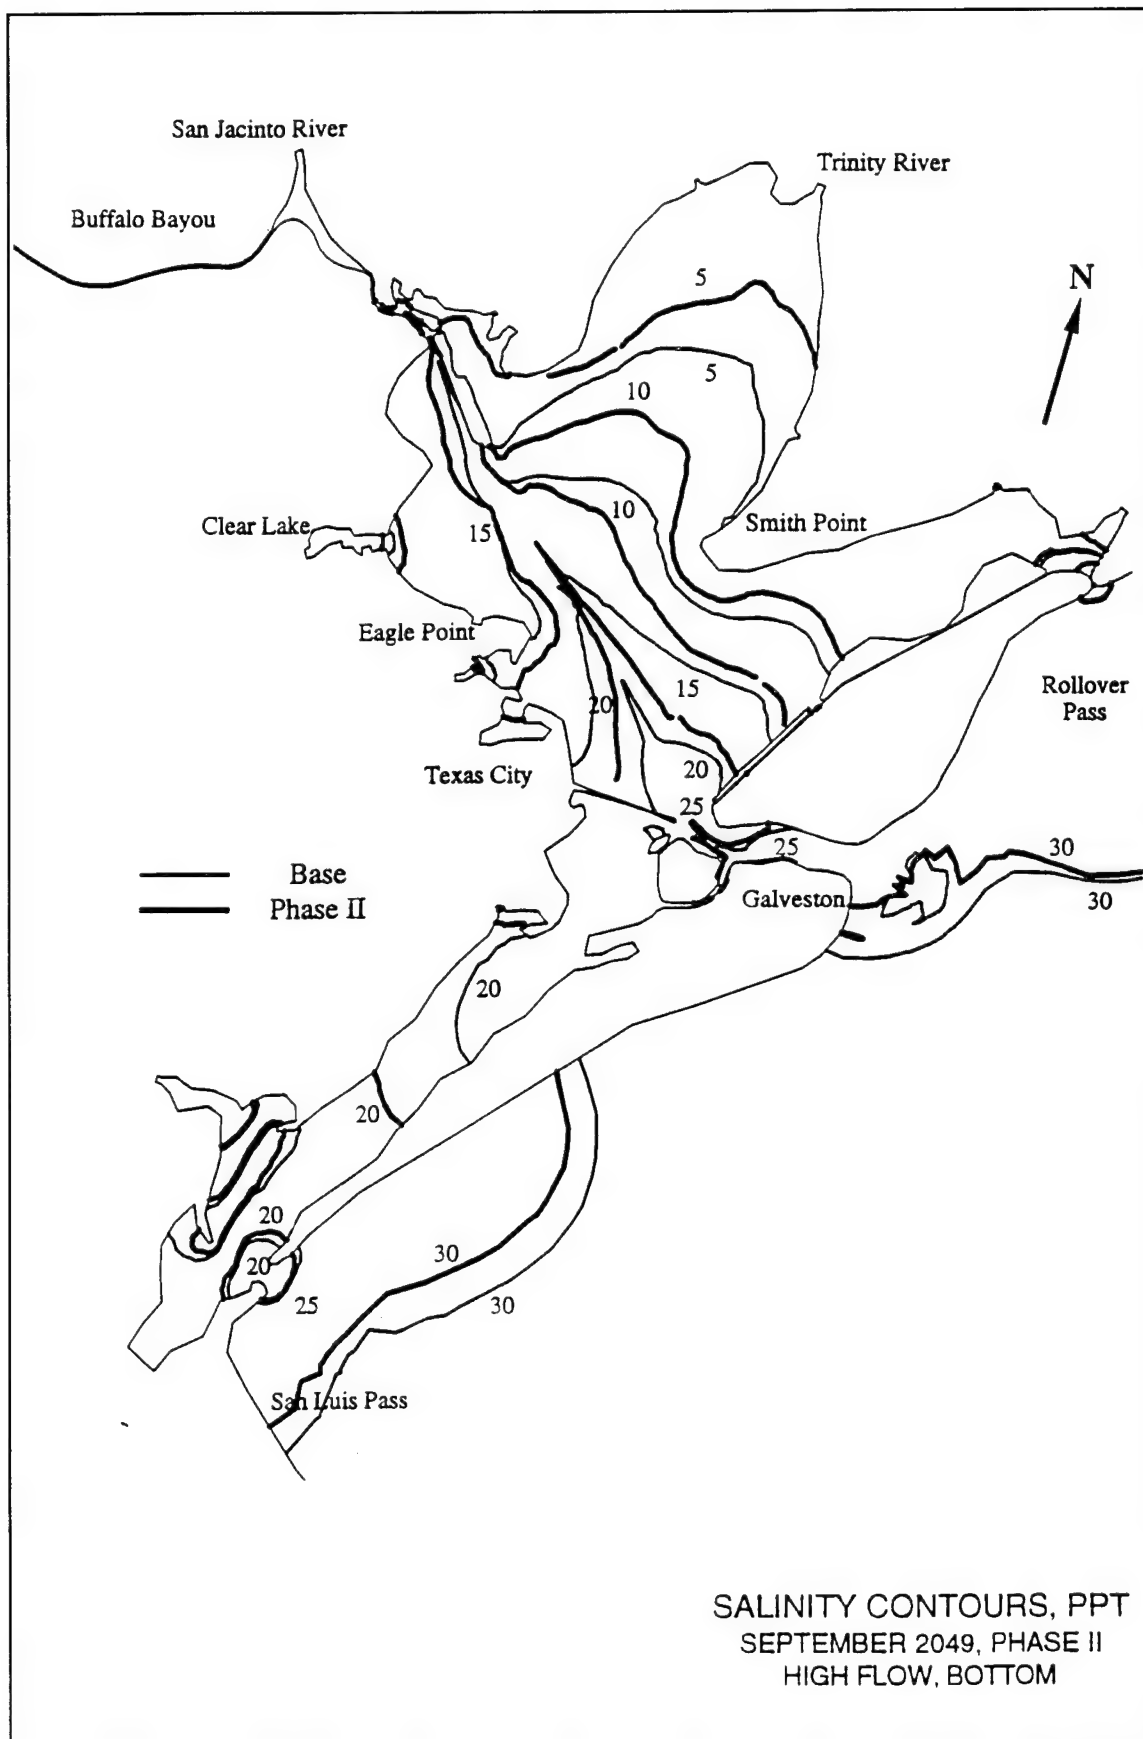 San Jacinto River
Trinity River
Buffalo Bayou
N
5
5
10
10
Smith Point
Clear Lake
15
Eagle Point
Rollover
Pass
15
20
20
Texas City
25
25
30
Base
Phase II
Galveston
30
20
20
20
20
30
25
30
San Luis Pass
SALINITY CONTOURS, PPT
SEPTEMBER 2049, PHASE II
HIGH FLOW, BOTTOM